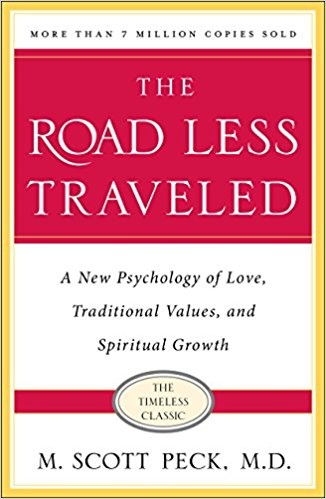 MORE THAN 7 MILLION COPIES SOLD
THE
ROAD LESS
TRAVELED
A New Psychology of Love,
Traditional Values, and
Spiritual Growth
THE
TIMELESS
CLASSIC
M. SCOTT PECK, M.D.